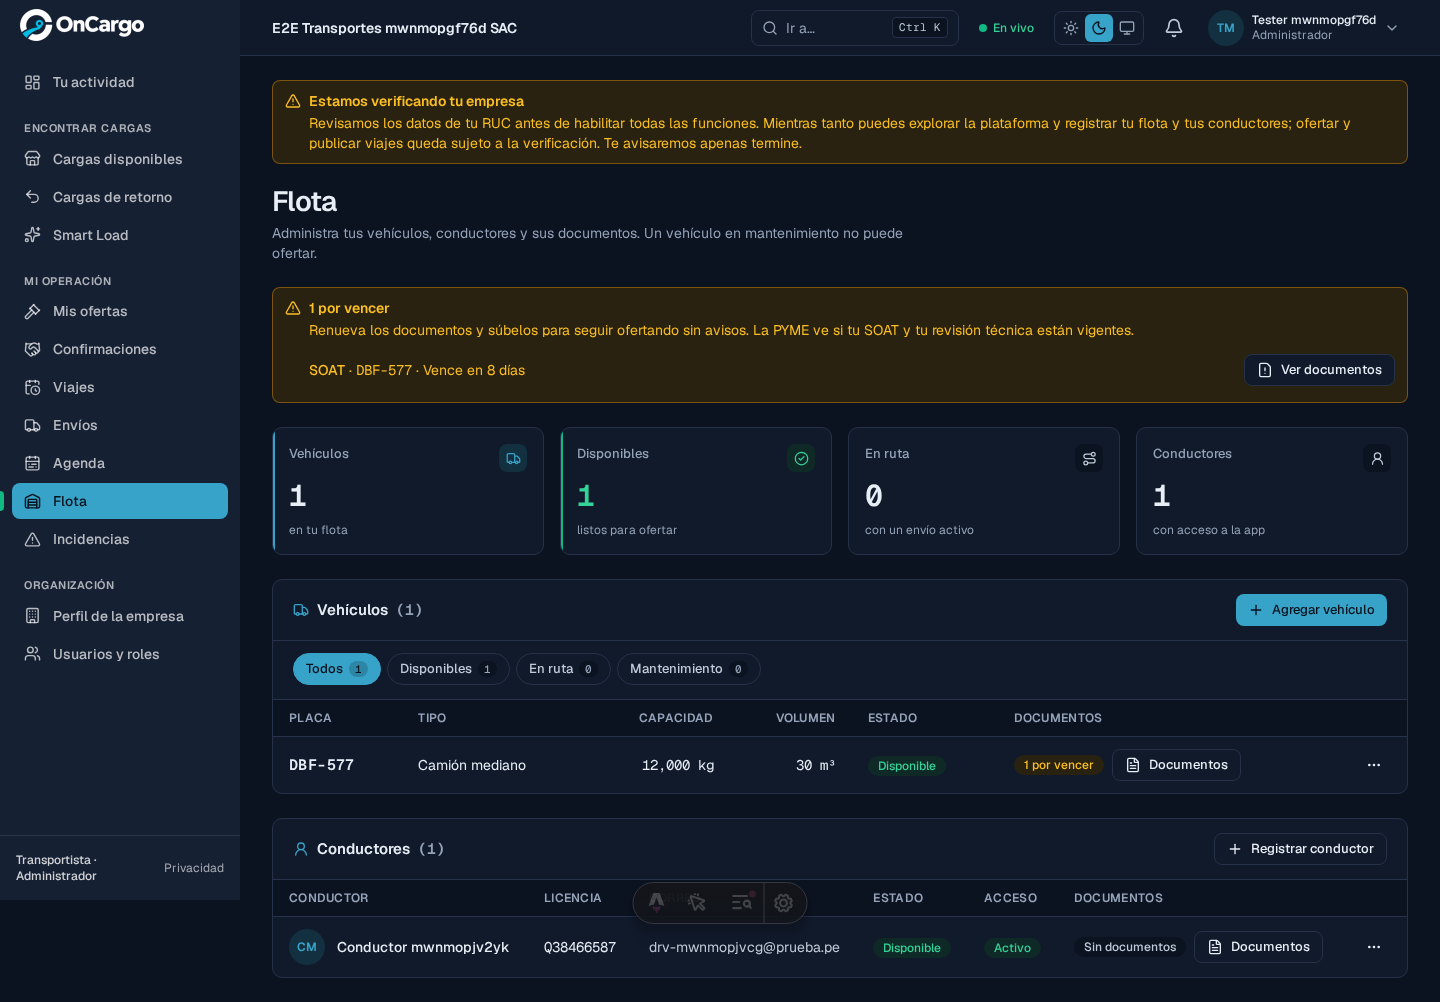 OnCargo
E2E Transportes mwnmopgf76d SAC
Ir a...
Ctrl K
En vivo
TM
Tester mwnmopgf76d
Administrador
Tu actividad
ENCONTRAR CARGAS
Cargas disponibles
Cargas de retorno
Smart Load
MI OPERACIÓN
Mis ofertas
Confirmaciones
Viajes
Envíos
Agenda
Flota
Incidencias
ORGANIZACIÓN
Perfil de la empresa
Usuarios y roles
Transportista ·
Administrador
Privacidad
Estamos verificando tu empresa
Revisamos los datos de tu RUC antes de habilitar todas las funciones. Mientras tanto puedes explorar la plataforma y registrar tu flota y tus conductores; ofertar y
publicar viajes queda sujeto a la verificación. Te avisaremos apenas termine.
Flota
Administra tus vehículos, conductores y sus documentos. Un vehículo en mantenimiento no puede
ofertar.
1 por vencer
Renueva los documentos y súbelos para seguir ofertando sin avisos. La PYME ve si tu SOAT y tu revisión técnica están vigentes.
SOAT · DBF-577 · Vence en 8 días
Ver documentos
Vehículos
1
en tu flota
Disponibles
1
listos para ofertar
En ruta
0
con un envío activo
Conductores
1
con acceso a la app
Vehículos (1)
Agregar vehículo
Todos 1
Disponibles 1
En ruta 0
Mantenimiento 0
PLACA TIPO CAPACIDAD VOLUMEN ESTADO DOCUMENTOS
DBF-577 Camión mediano 12,000 kg 30 m³ Disponible 1 por vencer Documentos
Conductores (1)
Registrar conductor
CONDUCTOR LICENCIA ESTADO ACCESO DOCUMENTOS
CM Conductor mwnmopjv2yk Q38466587 drv-mwnmopjvcg@prueba.pe Disponible Activo Sin documentos Documentos